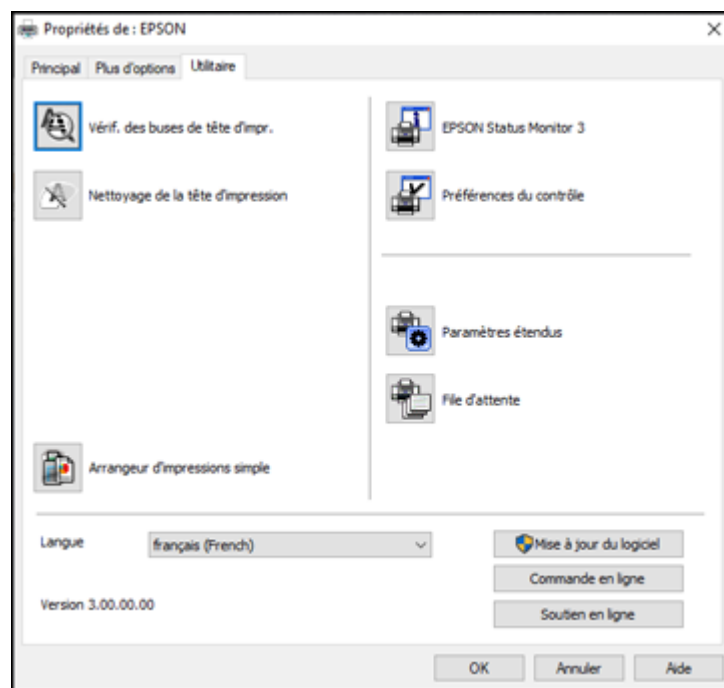 Propriétés de : EPSON
Principal
Plus d'options
Utilitaire
Vérif. des buses de tête d'impr.
Nettoyage de la tête d'impression
Arrangeur d'impressions simple
EPSON Status Monitor 3
Préférences du contrôle
Paramètres étendus
File d'attente
Langue
français (French)
Version 3.00.00.00
Mise à jour du logiciel
Commande en ligne
Soutien en ligne
OK
Annuler
Aide